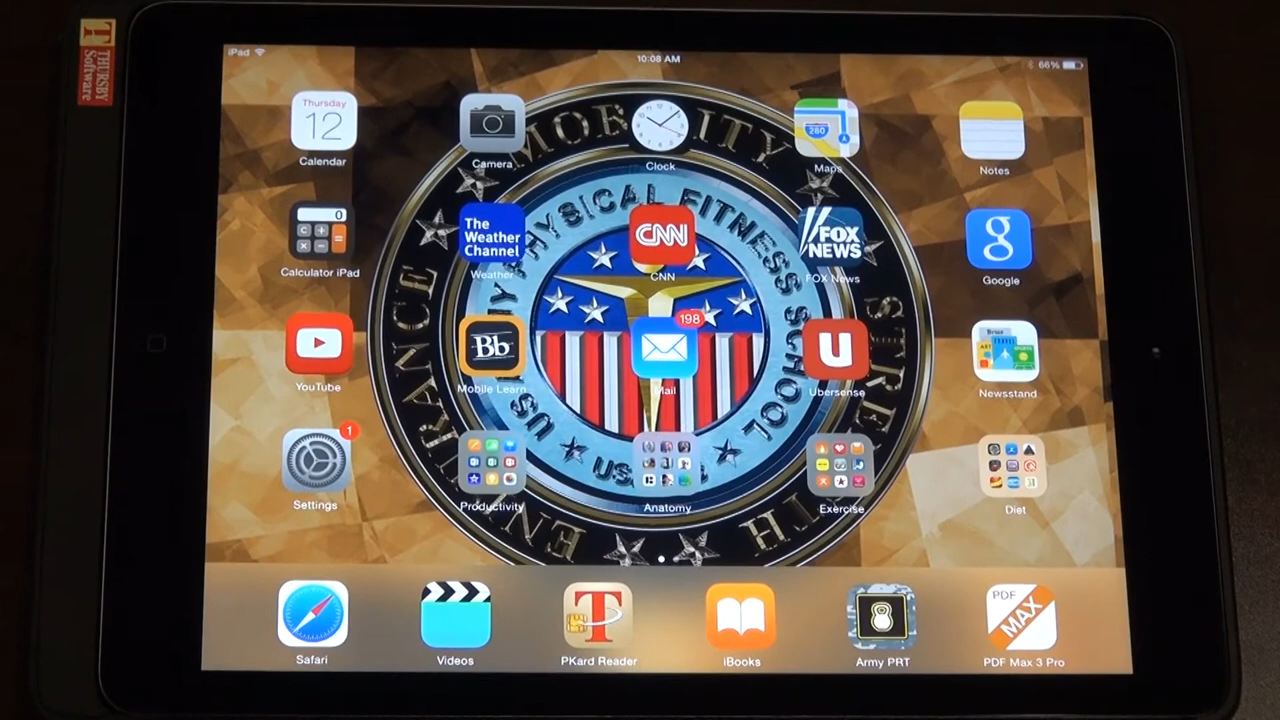 THURSBY
Software
iPad
10:08 AM
66%
Thursday
12
Calendar
Camera
Clock
280
Maps
Notes
0
Calculator iPad
The
Weather
Channel
Weather
CNN
CNN
FOX
NEWS
FOX News
g
Google
YouTube
Bb
Mobile Learn
198
Mail
u
Ubersense
Newsstand
1
Settings
Productivity
Anatomy
Exercise
Diet
MOBILITY
STRENGTH
ENDURANCE
US ARMY PHYSICAL FITNESS SCHOOL
Safari
Videos
T
PKard Reader
iBooks
Army PRT
PDF
MAX
PDF Max 3 Pro